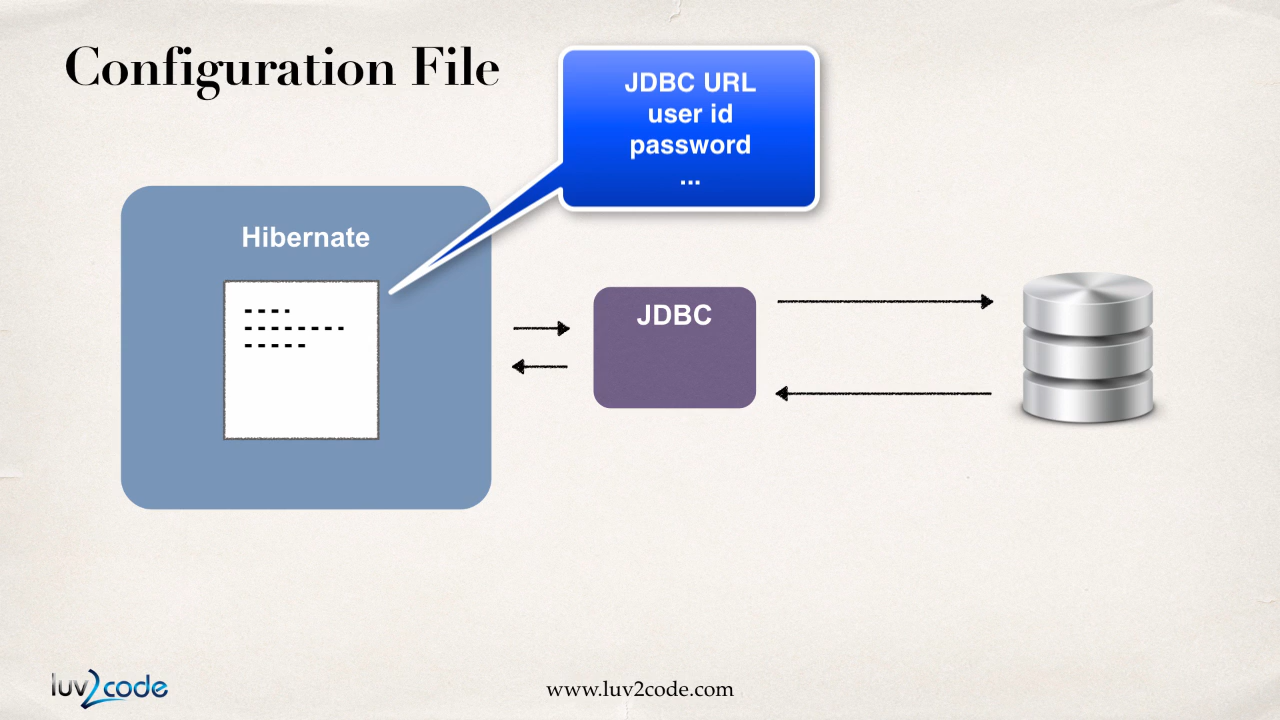 Configuration File
JDBC URL
user id
password
...
Hibernate
JDBC
luv2code
www.luv2code.com